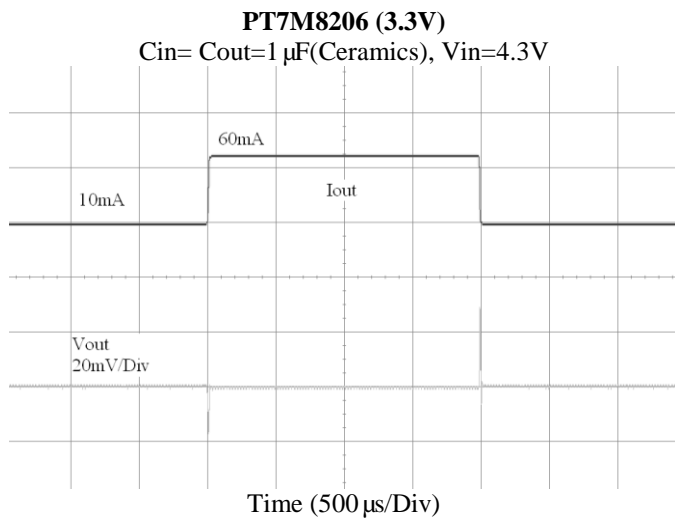 PT7M8206 (3.3V)
Cin= Cout=1 µF(Ceramics), Vin=4.3V
60mA
10mA
Iout
Vout
20mV/Div
Time (500 µs/Div)